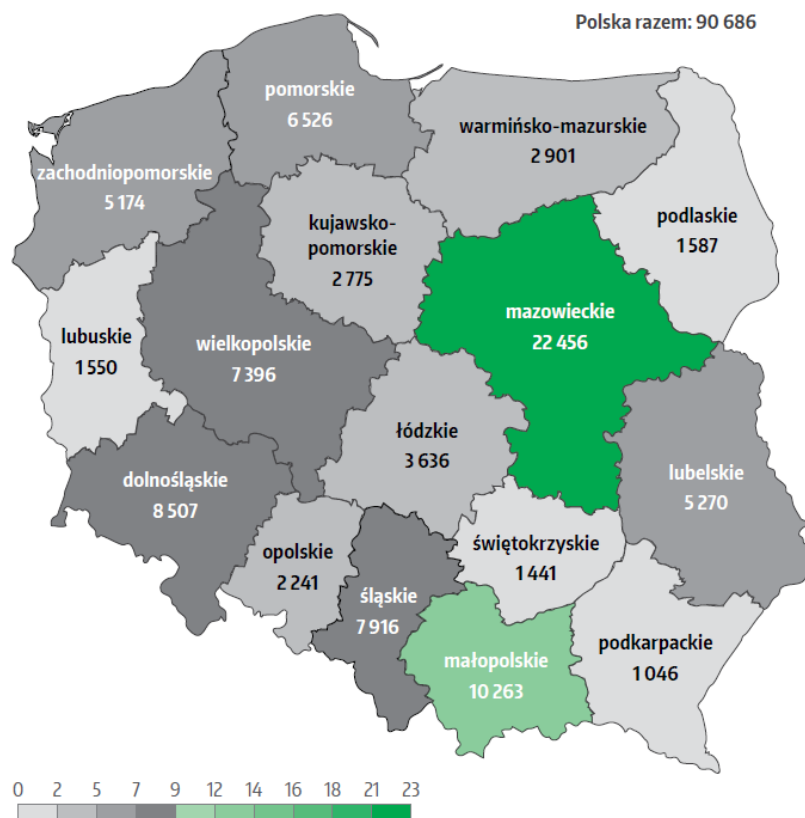 Polska razem: 90 686
pomorskie
6 526
warmińsko-mazurskie
2 901
zachodniopomorskie
5 174
kujawsko-
pomorskie
2 775
podlaskie
1 587
mazowieckie
22 456
lubuskie
1 550
wielkopolskie
7 396
łódzkie
3 636
lubelskie
5 270
dolnośląskie
8 507
opolskie
2 241
świętokrzyskie
1 441
śląskie
7 916
małopolskie
10 263
podkarpackie
1 046
0 2 5 7 9 12 14 16 18 21 23